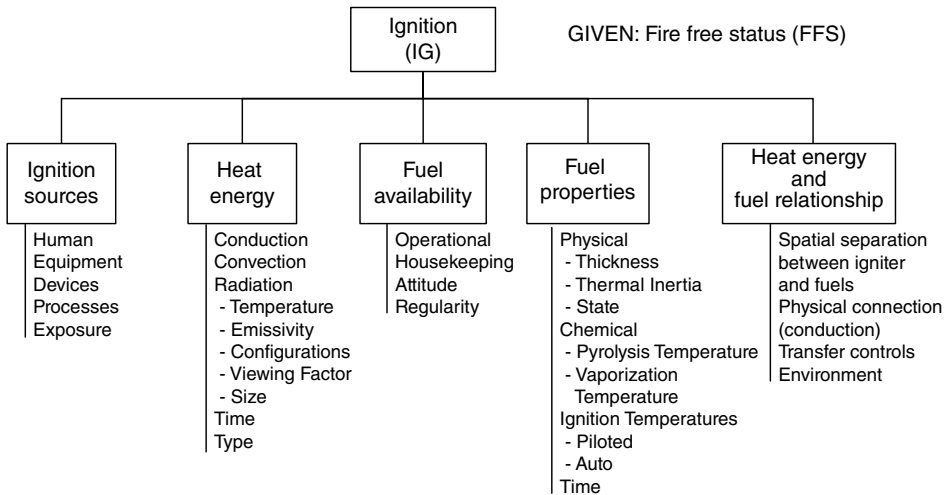 Ignition
(IG)
GIVEN: Fire free status (FFS)
Ignition
sources
Human
Equipment
Devices
Processes
Exposure
Heat
energy
Conduction
Convection
Radiation
- Temperature
- Emissivity
- Configurations
- Viewing Factor
- Size
Time
Type
Fuel
availability
Operational
Housekeeping
Attitude
Regularity
Fuel
properties
Physical
- Thickness
- Thermal Inertia
- State
Chemical
- Pyrolysis Temperature
- Vaporization
Temperature
Ignition Temperatures
- Piloted
- Auto
Time
Heat energy
and
fuel relationship
Spatial separation
between igniter
and fuels
Physical connection
(conduction)
Transfer controls
Environment